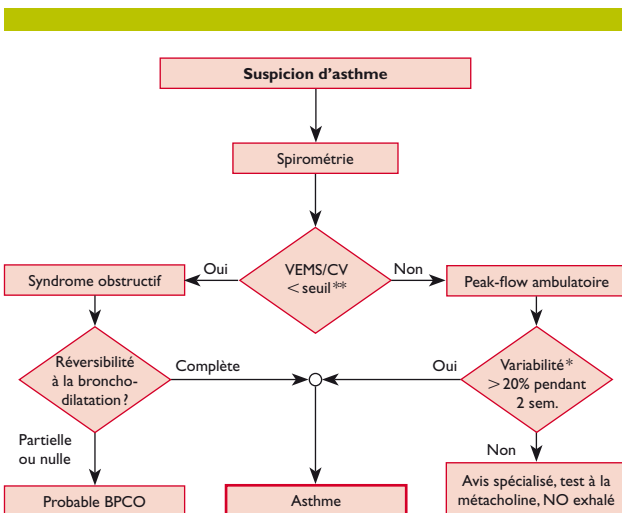 Suspicion d'asthme
Spirométrie
VEMS/CV
< seuil**
Oui
Non
Syndrome obstructif
Peak-flow ambulatoire
Réversibilité
à la broncho-
dilatation ?
Complète
Oui
Variabilité*
> 20% pendant
2 sem.
Partielle
ou nulle
Non
Probable BPCO
Asthme
Avis spécialisé, test à la
métacholine, NO exhalé